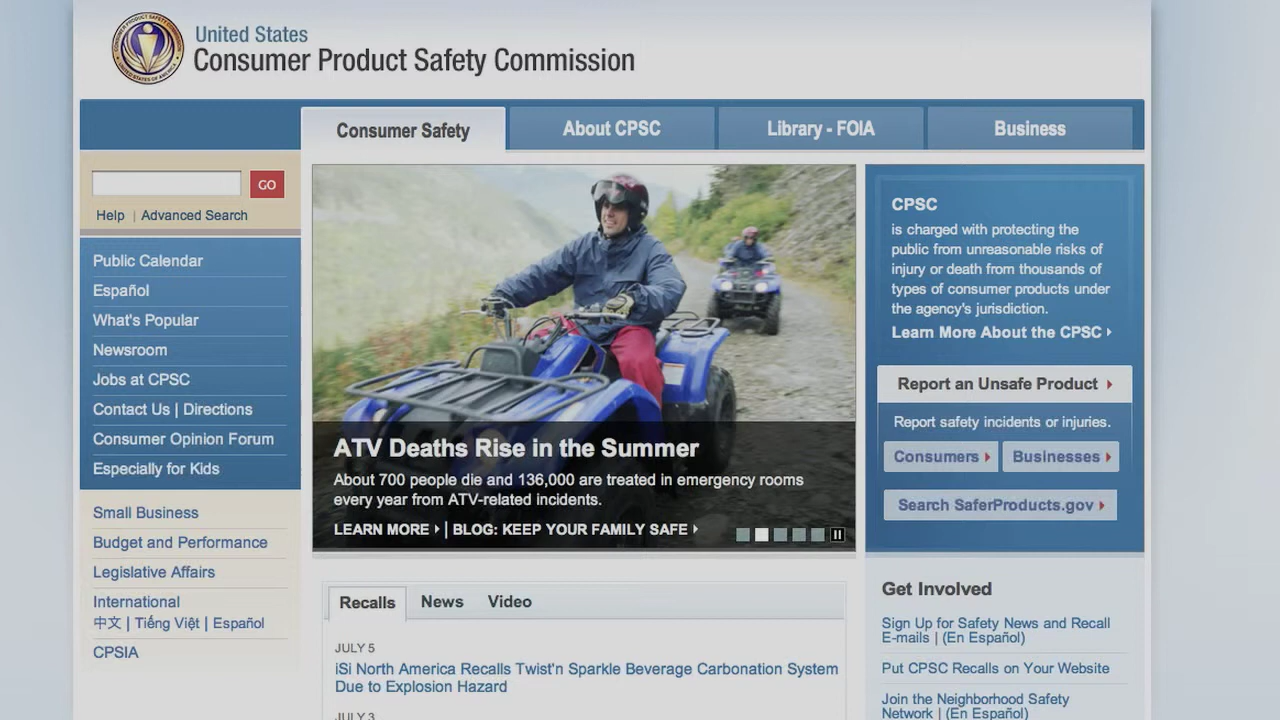 United States
Consumer Product Safety Commission
Consumer Safety
About CPSC
Library - FOIA
Business
GO
Help | Advanced Search
Public Calendar
Español
What's Popular
Newsroom
Jobs at CPSC
Contact Us | Directions
Consumer Opinion Forum
Especially for Kids
Small Business
Budget and Performance
Legislative Affairs
International
中文 | Tiếng Việt | Español
CPSIA
ATV Deaths Rise in the Summer
About 700 people die and 136,000 are treated in emergency rooms
every year from ATV-related incidents.
LEARN MORE | BLOG: KEEP YOUR FAMILY SAFE
Recalls
News
Video
JULY 5
iSi North America Recalls Twist'n Sparkle Beverage Carbonation System
Due to Explosion Hazard
JULY 3
CPSC
is charged with protecting the
public from unreasonable risks of
injury or death from thousands of
types of consumer products under
the agency's jurisdiction.
Learn More About the CPSC
Report an Unsafe Product
Report safety incidents or injuries.
Consumers
Businesses
Search SaferProducts.gov
Get Involved
Sign Up for Safety News and Recall
E-mails | (En Español)
Put CPSC Recalls on Your Website
Join the Neighborhood Safety
Network | (En Español)